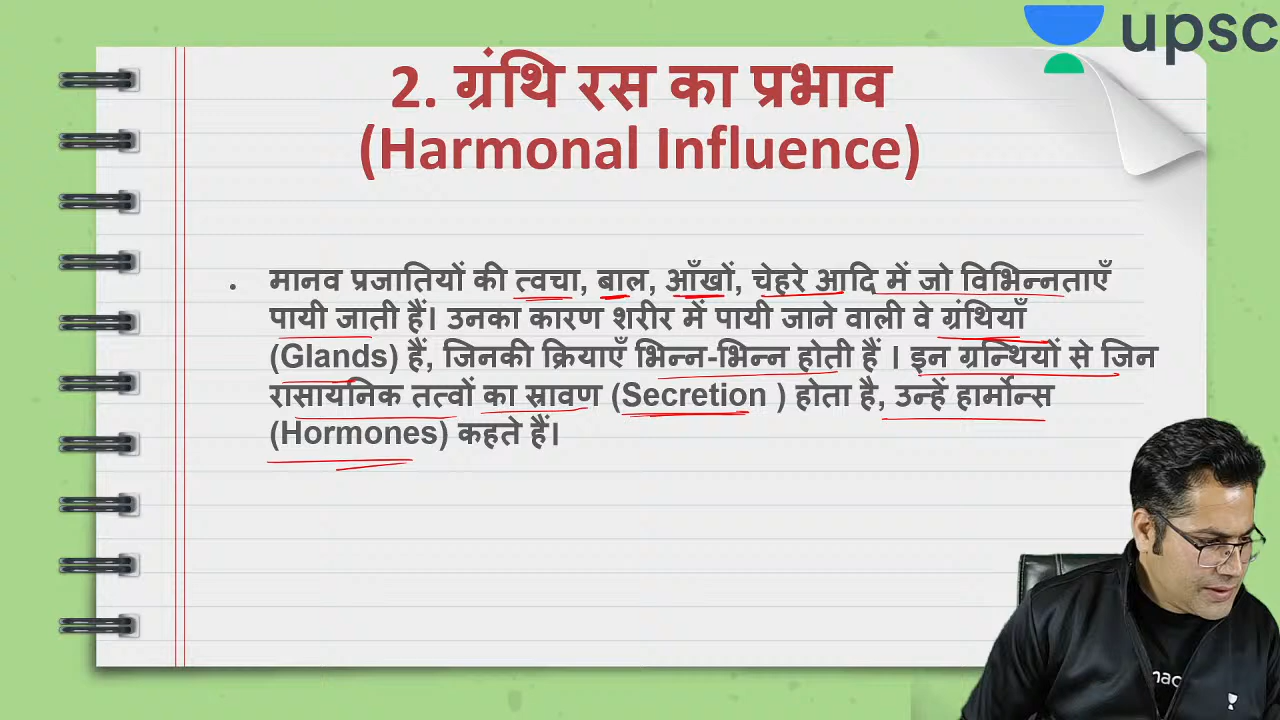 upsc
2. ग्रंथि रस का प्रभाव
(Harmonal Influence)
• मानव प्रजातियों की त्वचा, बाल, आँखों, चेहरे आदि में जो विभिन्नताएँ
पायी जाती हैं। उनका कारण शरीर में पायी जाने वाली वे ग्रंथियाँ
(Glands) हैं, जिनकी क्रियाएँ भिन्न-भिन्न होती हैं । इन ग्रन्थियों से जिन
रासायनिक तत्वों का स्रावण (Secretion ) होता है, उन्हें हार्मोन्स
(Hormones) कहते हैं।